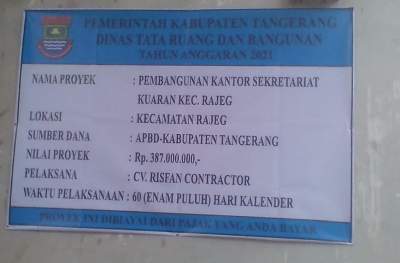 PEMERINTAH KABUPATEN TANGERANG
DINAS TATA RUANG DAN BANGUNAN
TAHUN ANGGARAN 2021
NAMA PROYEK : PEMBANGUNAN KANTOR SEKRETARIAT
KUARAN KEC. RAJEG
LOKASI : KECAMATAN RAJEG
SUMBER DANA : APBD-KABUPATEN TANGERANG
NILAI PROYEK : Rp. 387.000.000,-
PELAKSANA : CV. RISFAN CONTRACTOR
WAKTU PELAKSANAAN : 60 (ENAM PULUH) HARI KALENDER
PROYEK INI DIBIAYAI DARI PAJAK YANG ANDA BAYAR